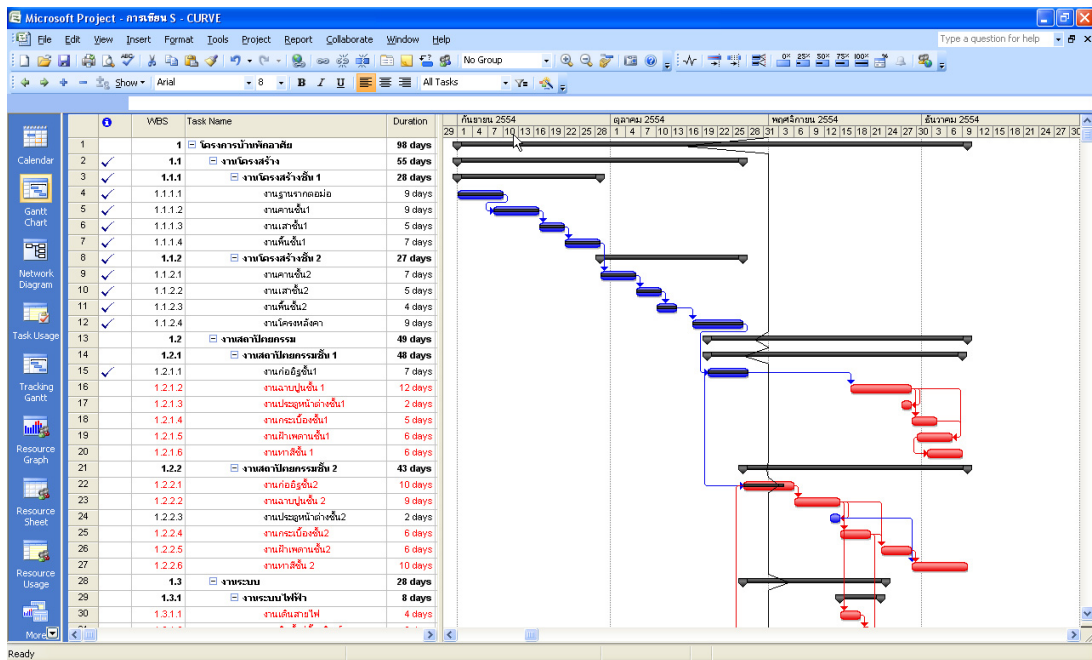 Microsoft Project - การเขียน S - CURVE
File Edit View Insert Format Tools Project Report Collaborate Window Help
Type a question for help
No Group
0% 25% 50% 75% 100%
Show Arial 8 B I U All Tasks
WBS Task Name Duration
กันยายน 2554 ตุลาคม 2554 พฤศจิกายน 2554 ธันวาคม 2554
29 1 4 7 10 13 16 19 22 25 28 1 4 7 10 13 16 19 22 25 28 31 3 6 9 12 15 18 21 24 27 30 3 6 9 12 15 18 21 24 27 30
1 1 โครงการบ้านพักอาศัย 98 days
2 1.1 งานโครงสร้าง 55 days
3 1.1.1 งานโครงสร้างชั้น 1 28 days
4 1.1.1.1 งานฐานรากตอม่อ 9 days
5 1.1.1.2 งานคานชั้น1 9 days
6 1.1.1.3 งานเสาชั้น1 5 days
7 1.1.1.4 งานพื้นชั้น1 7 days
8 1.1.2 งานโครงสร้างชั้น 2 27 days
9 1.1.2.1 งานคานชั้น2 7 days
10 1.1.2.2 งานเสาชั้น2 5 days
11 1.1.2.3 งานพื้นชั้น2 4 days
12 1.1.2.4 งานโครงหลังคา 9 days
13 1.2 งานสถาปัตยกรรม 49 days
14 1.2.1 งานสถาปัตยกรรมชั้น 1 48 days
15 1.2.1.1 งานก่ออิฐชั้น1 7 days
16 1.2.1.2 งานฉาบปูนชั้น 1 12 days
17 1.2.1.3 งานประตูหน้าต่างชั้น1 2 days
18 1.2.1.4 งานกระเบื้องชั้น1 5 days
19 1.2.1.5 งานฝ้าเพดานชั้น1 6 days
20 1.2.1.6 งานทาสีชั้น 1 6 days
21 1.2.2 งานสถาปัตยกรรมชั้น 2 43 days
22 1.2.2.1 งานก่ออิฐชั้น2 10 days
23 1.2.2.2 งานฉาบปูนชั้น 2 9 days
24 1.2.2.3 งานประตูหน้าต่างชั้น2 2 days
25 1.2.2.4 งานกระเบื้องชั้น2 6 days
26 1.2.2.5 งานฝ้าเพดานชั้น2 6 days
27 1.2.2.6 งานทาสีชั้น 2 10 days
28 1.3 งานระบบ 28 days
29 1.3.1 งานระบบไฟฟ้า 8 days
30 1.3.1.1 งานเดินสายไฟ 4 days
Calendar
Gantt Chart
Network Diagram
Task Usage
Tracking Gantt
Resource Graph
Resource Sheet
Resource Usage
More
Ready